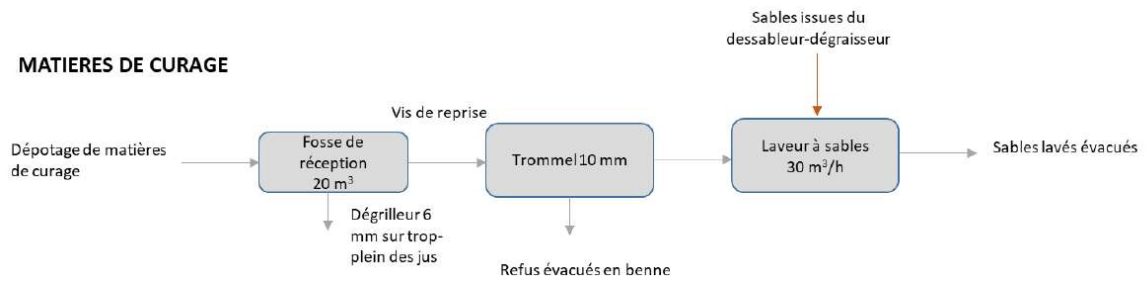 Sables issues du
dessableur-dégraisseur
MATIERES DE CURAGE
Vis de reprise
Dépotage de matières
de curage
Fosse de
réception
20 m³
Trommel 10 mm
Laveur à sables
30 m³/h
Sables lavés évacués
Dégrilleur 6
mm sur trop-
plein des jus
Refus évacués en benne